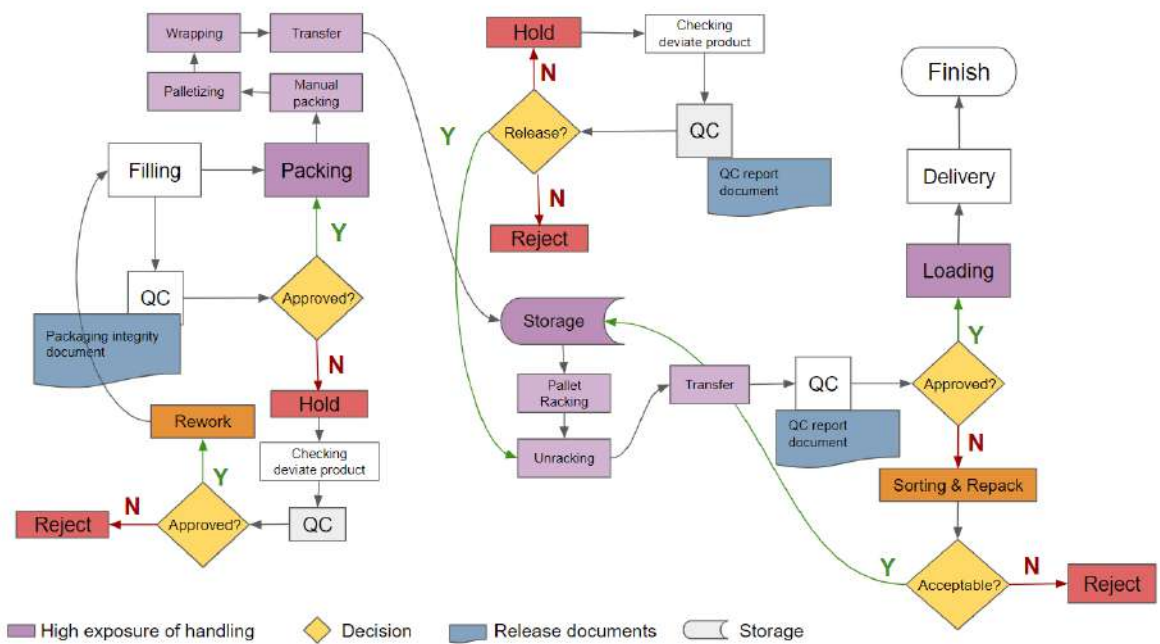 Wrapping
Transfer
Palletizing
Manual
packing
Filling
Packing
Y
QC
Approved?
Packaging integrity
document
N
Hold
Rework
Checking
deviate product
Y
Reject
N
Approved?
QC
Hold
Checking
deviate product
N
Y
Release?
QC
QC report
document
N
Reject
Storage
Pallet
Racking
Unracking
Transfer
QC
QC report
document
Finish
Delivery
Loading
Y
Approved?
N
Sorting & Repack
Y
Acceptable?
N
Reject
High exposure of handling
Decision
Release documents
Storage